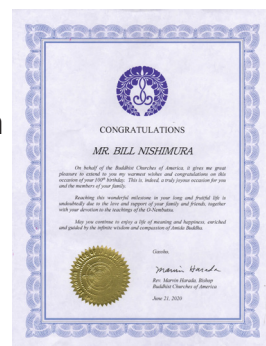 CONGRATULATIONS
MR. BILL NISHIMURA
On behalf of the Buddhist Churches of America, it gives me great
pleasure to extend to you my warmest wishes and congratulations on this
occasion of your 100th birthday. This is, indeed, a truly joyous occasion for you
and the members of your family.
Reaching this wonderful milestone in your long and fruitful life is
undoubtedly due to the love and support of your family and friends, together
with your devotion to the teachings of the O-Nembutsu.
May you continue to enjoy a life of meaning and happiness, enriched
and guided by the infinite wisdom and compassion of Amida Buddha.
Gassho,
Marvin Harada
Rev. Marvin Harada, Bishop
Buddhist Churches of America
June 21, 2020